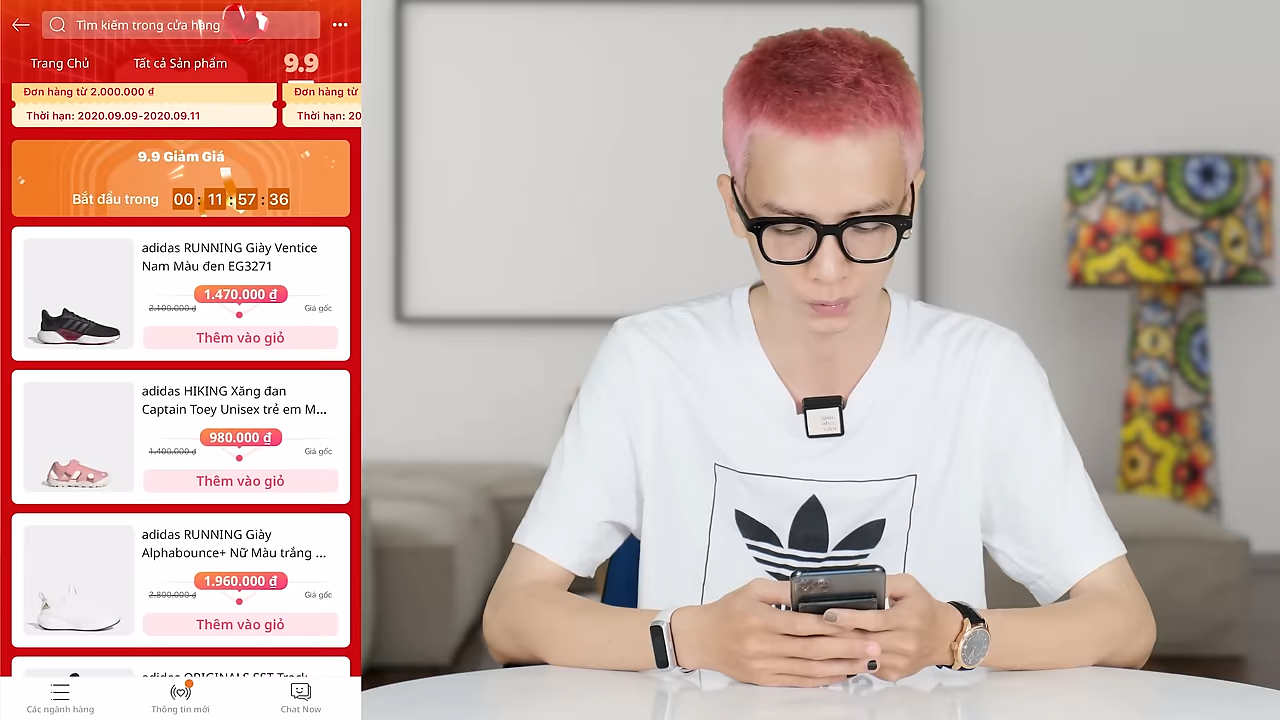 Tìm kiếm trong cửa hàng
Trang Chủ
Tất cả Sản phẩm
9.9
Đơn hàng từ 2.000.000 ₫
Đơn hàng từ
Thời hạn: 2020.09.09-2020.09.11
Thời hạn: 20
9.9 Giảm Giá
Bắt đầu trong 00 : 11 : 57 : 36
adidas RUNNING Giày Ventice
Nam Màu đen EG3271
1.470.000 ₫
2.100.000 ₫
Giá gốc
Thêm vào giỏ
adidas HIKING Xăng đan
Captain Toey Unisex trẻ em M...
980.000 ₫
1.400.000 ₫
Giá gốc
Thêm vào giỏ
adidas RUNNING Giày
Alphabounce+ Nữ Màu trắng ...
1.960.000 ₫
2.800.000 ₫
Giá gốc
Thêm vào giỏ
adidas ORIGINALS SST Track
Các ngành hàng
Thông tin mới
Chat Now